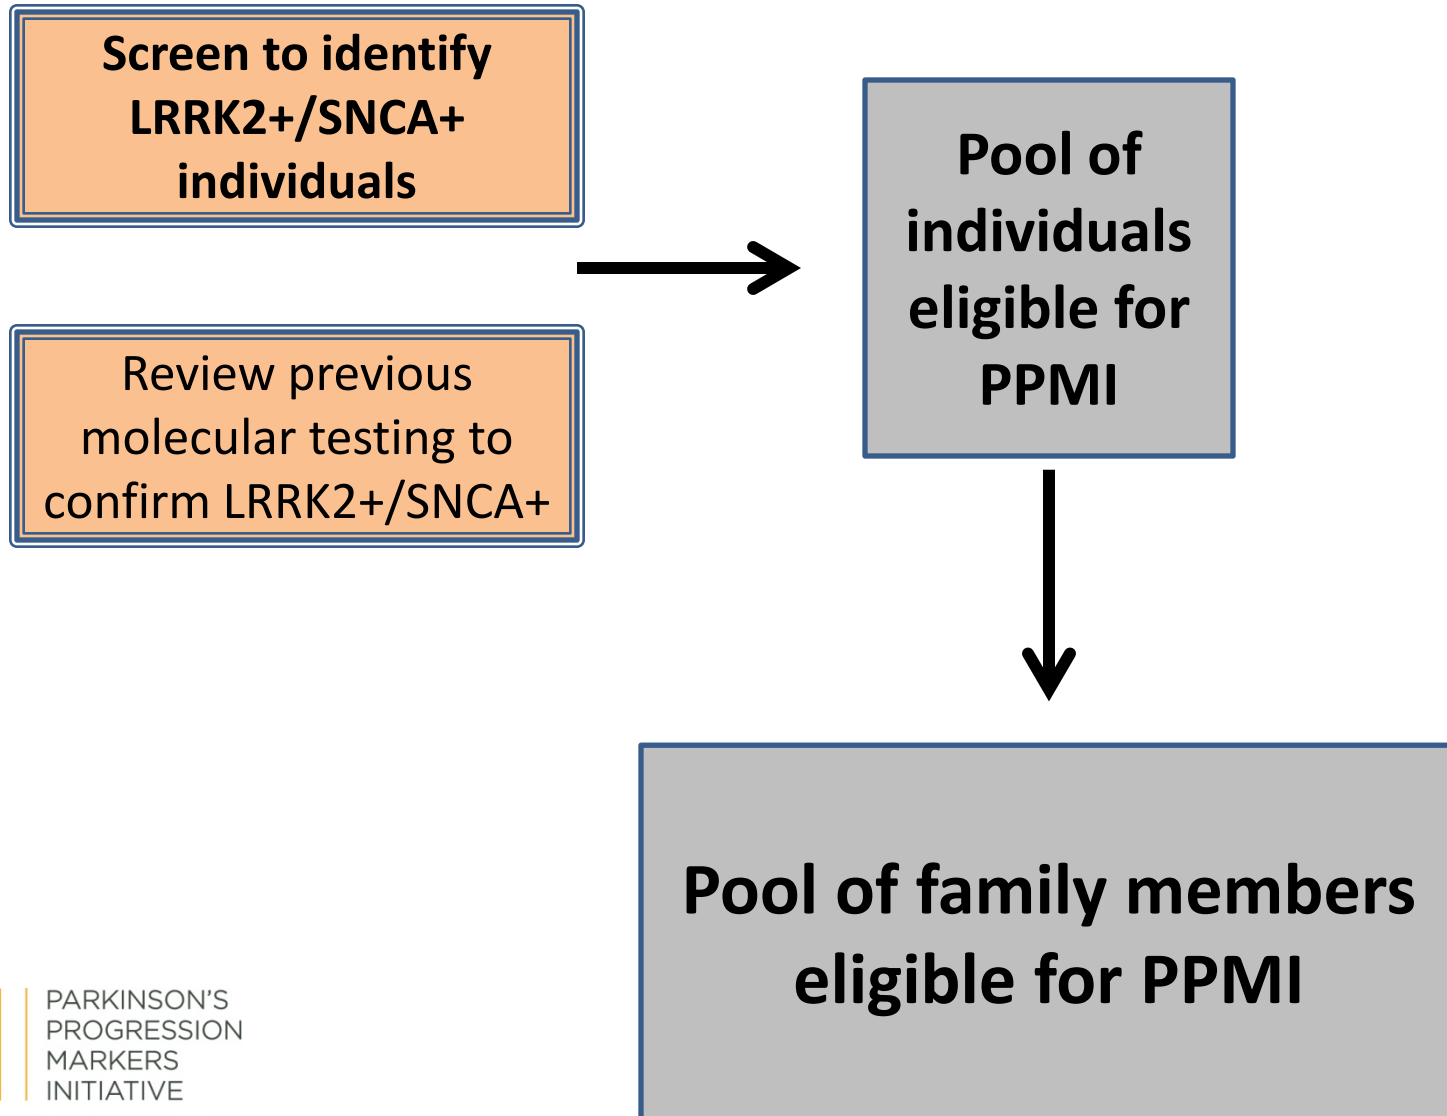 Screen to identify
LRRK2+/SNCA+
individuals
Review previous
molecular testing to
confirm LRRK2+/SNCA+
Pool of
individuals
eligible for
PPMI
Pool of family members
eligible for PPMI
PARKINSON'S
PROGRESSION
MARKERS
INITIATIVE